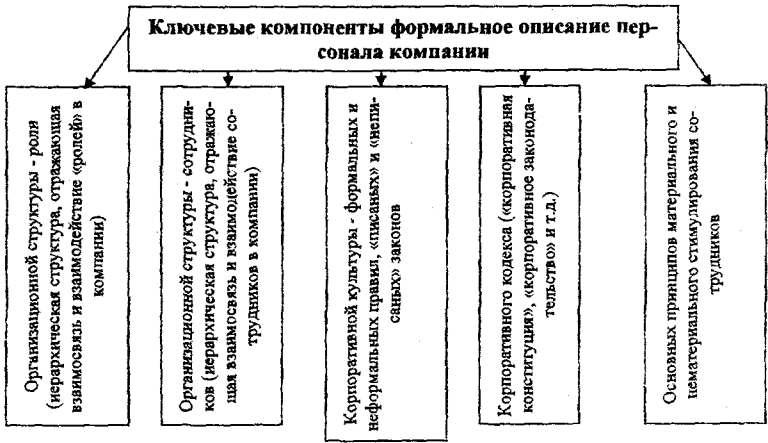 Ключевые компоненты формальное описание пер-
сонала компании
Организационной структуры - роли
(иерархическая структура, отражающая
взаимосвязь и взаимодействие «ролей» в
компании)
Организационной структуры - сотрудни-
ков (иерархическая структура, отражаю-
щая взаимосвязь и взаимодействие со-
трудников в компании)
Корпоративной культуры - формальных и
неформальных правил, «писаных» и «непи-
саных» законов
Корпоративного кодекса («корпоративная
конституция», «корпоративное законода-
тельство» и т.д.)
Основных принципов материального и
нематериального стимулирования со-
трудников